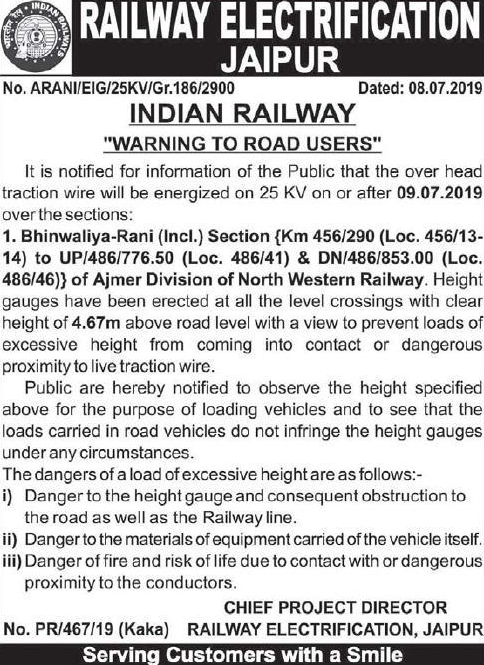 RAILWAY ELECTRIFICATION
JAIPUR
No. ARANI/EIG/25KV/Gr.186/2900 Dated: 08.07.2019
INDIAN RAILWAY
"WARNING TO ROAD USERS"
It is notified for information of the Public that the over head
traction wire will be energized on 25 KV on or after 09.07.2019
over the sections:
1. Bhinwaliya-Rani (Incl.) Section {Km 456/290 (Loc. 456/13-
14) to UP/486/776.50 (Loc. 486/41) & DN/486/853.00 (Loc.
486/46)} of Ajmer Division of North Western Railway. Height
gauges have been erected at all the level crossings with clear
height of 4.67m above road level with a view to prevent loads of
excessive height from coming into contact or dangerous
proximity to live traction wire.
Public are hereby notified to observe the height specified
above for the purpose of loading vehicles and to see that the
loads carried in road vehicles do not infringe the height gauges
under any circumstances.
The dangers of a load of excessive height are as follows:-
i) Danger to the height gauge and consequent obstruction to
the road as well as the Railway line.
ii) Danger to the materials of equipment carried of the vehicle itself.
iii) Danger of fire and risk of life due to contact with or dangerous
proximity to the conductors.
CHIEF PROJECT DIRECTOR
No. PR/467/19 (Kaka) RAILWAY ELECTRIFICATION, JAIPUR
Serving Customers with a Smile